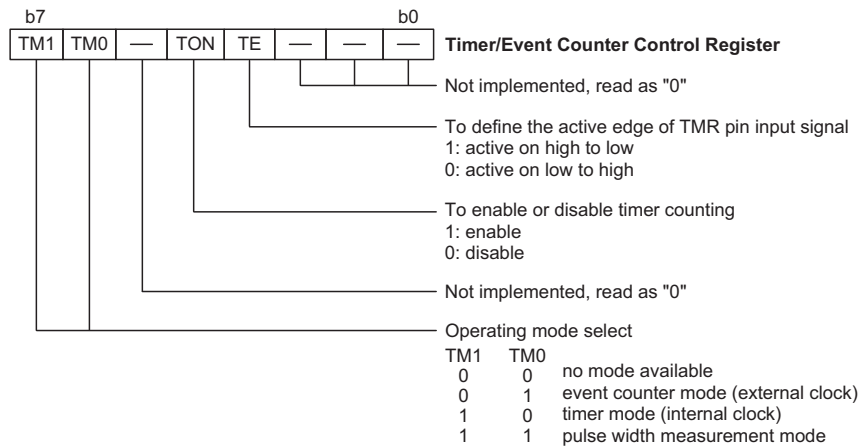 b7 b0
TM1 TM0 — TON TE — — — Timer/Event Counter Control Register
Not implemented, read as "0"
To define the active edge of TMR pin input signal
1: active on high to low
0: active on low to high
To enable or disable timer counting
1: enable
0: disable
Not implemented, read as "0"
Operating mode select
TM1 TM0
0 0 no mode available
0 1 event counter mode (external clock)
1 0 timer mode (internal clock)
1 1 pulse width measurement mode